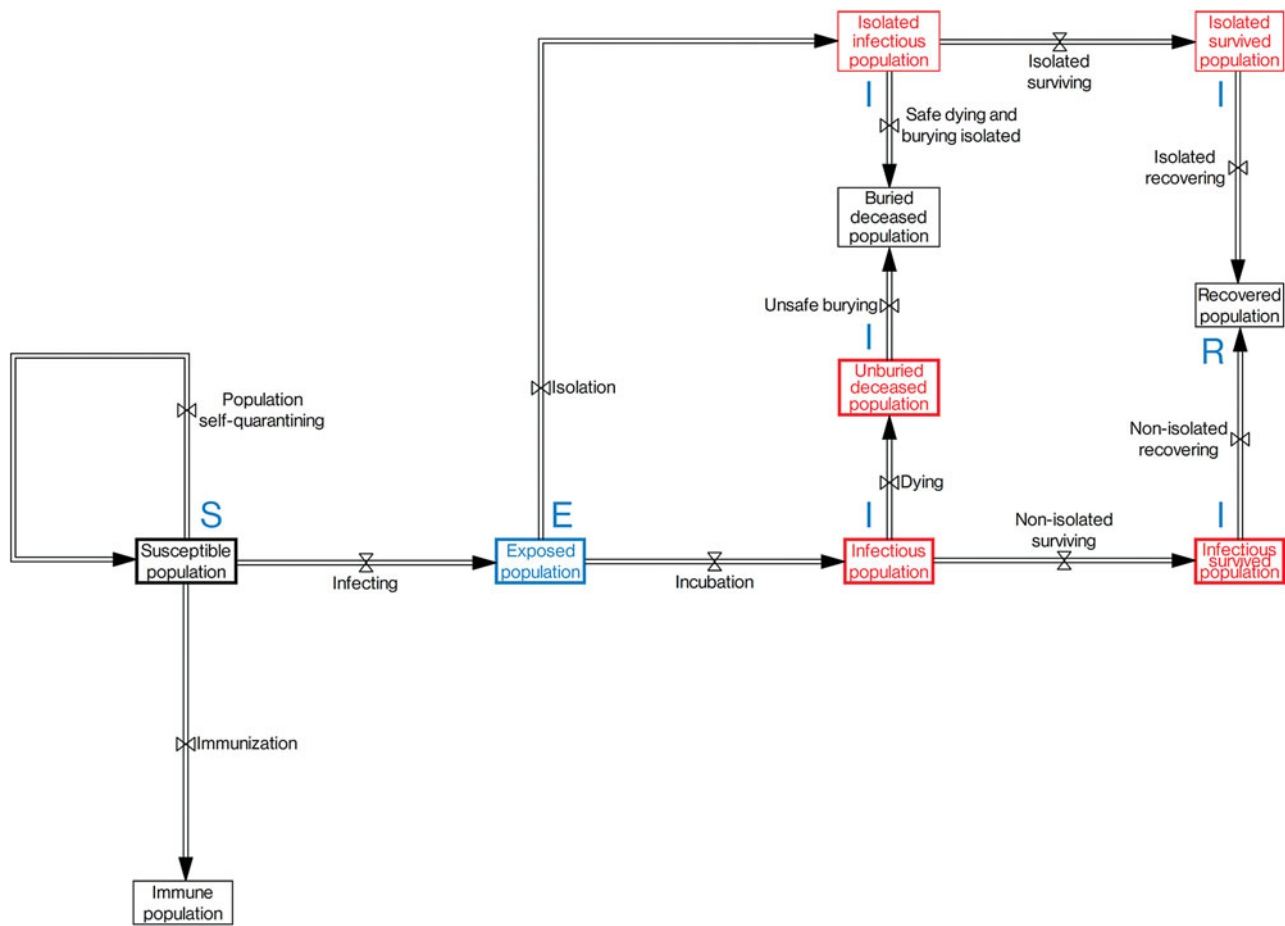 Isolated
infectious
population
Isolated
survived
population
Isolated
surviving
I
I
Safe dying and
burying isolated
Isolated
recovering
Buried
deceased
population
Unsafe burying
Recovered
population
I
R
Unburied
deceased
population
Isolation
Population
self-quarantining
Non-isolated
recovering
Dying
S
E
I
Non-isolated
surviving
I
Susceptible
population
Infecting
Exposed
population
Incubation
Infectious
population
Infectious survived
population
Immunization
Immune
population